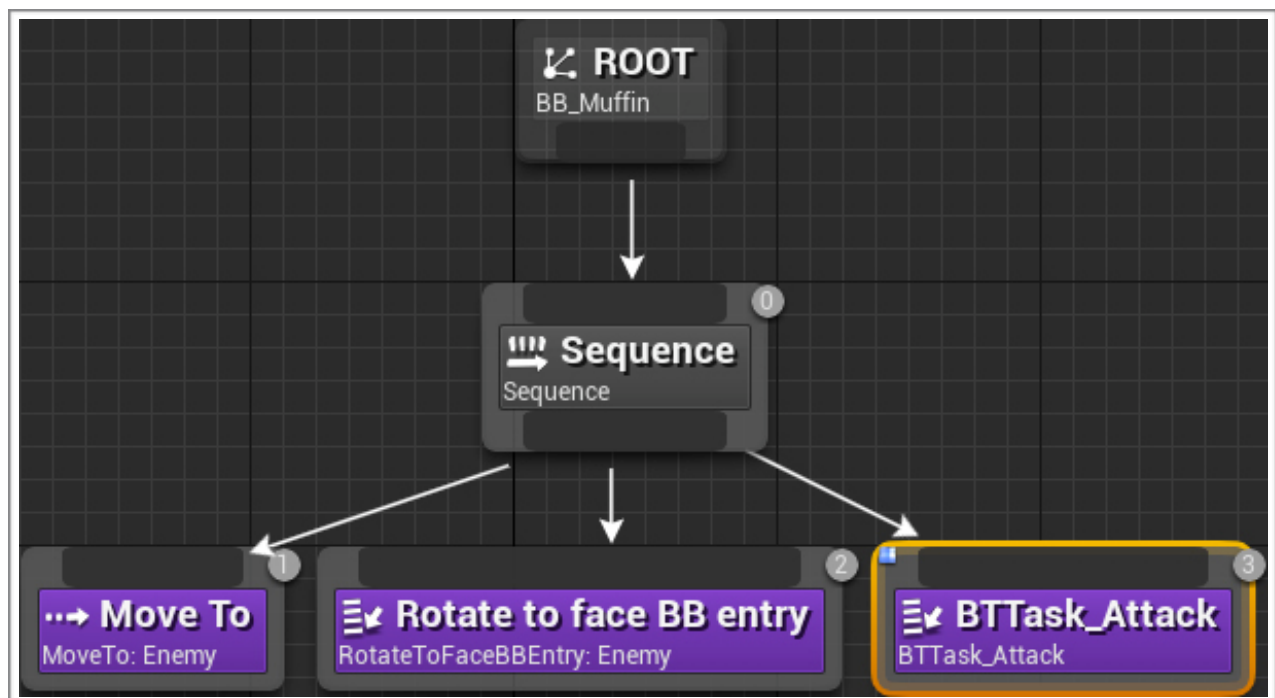 ROOT
BB_Muffin
0
Sequence
Sequence
1
2
3
Move To
MoveTo: Enemy
Rotate to face BB entry
RotateToFaceBBEntry: Enemy
BTTask_Attack
BTTask_Attack